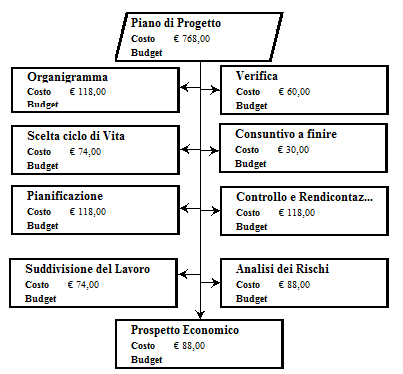 Piano di Progetto
Costo € 768,00
Budget
Organigramma
Costo € 118,00
Budget
Verifica
Costo € 60,00
Budget
Scelta ciclo di Vita
Costo € 74,00
Budget
Consuntivo a finire
Costo € 30,00
Budget
Pianificazione
Costo € 118,00
Budget
Controllo e Rendicontaz...
Costo € 118,00
Budget
Suddivisione del Lavoro
Costo € 74,00
Budget
Analisi dei Rischi
Costo € 88,00
Budget
Prospetto Economico
Costo € 88,00
Budget